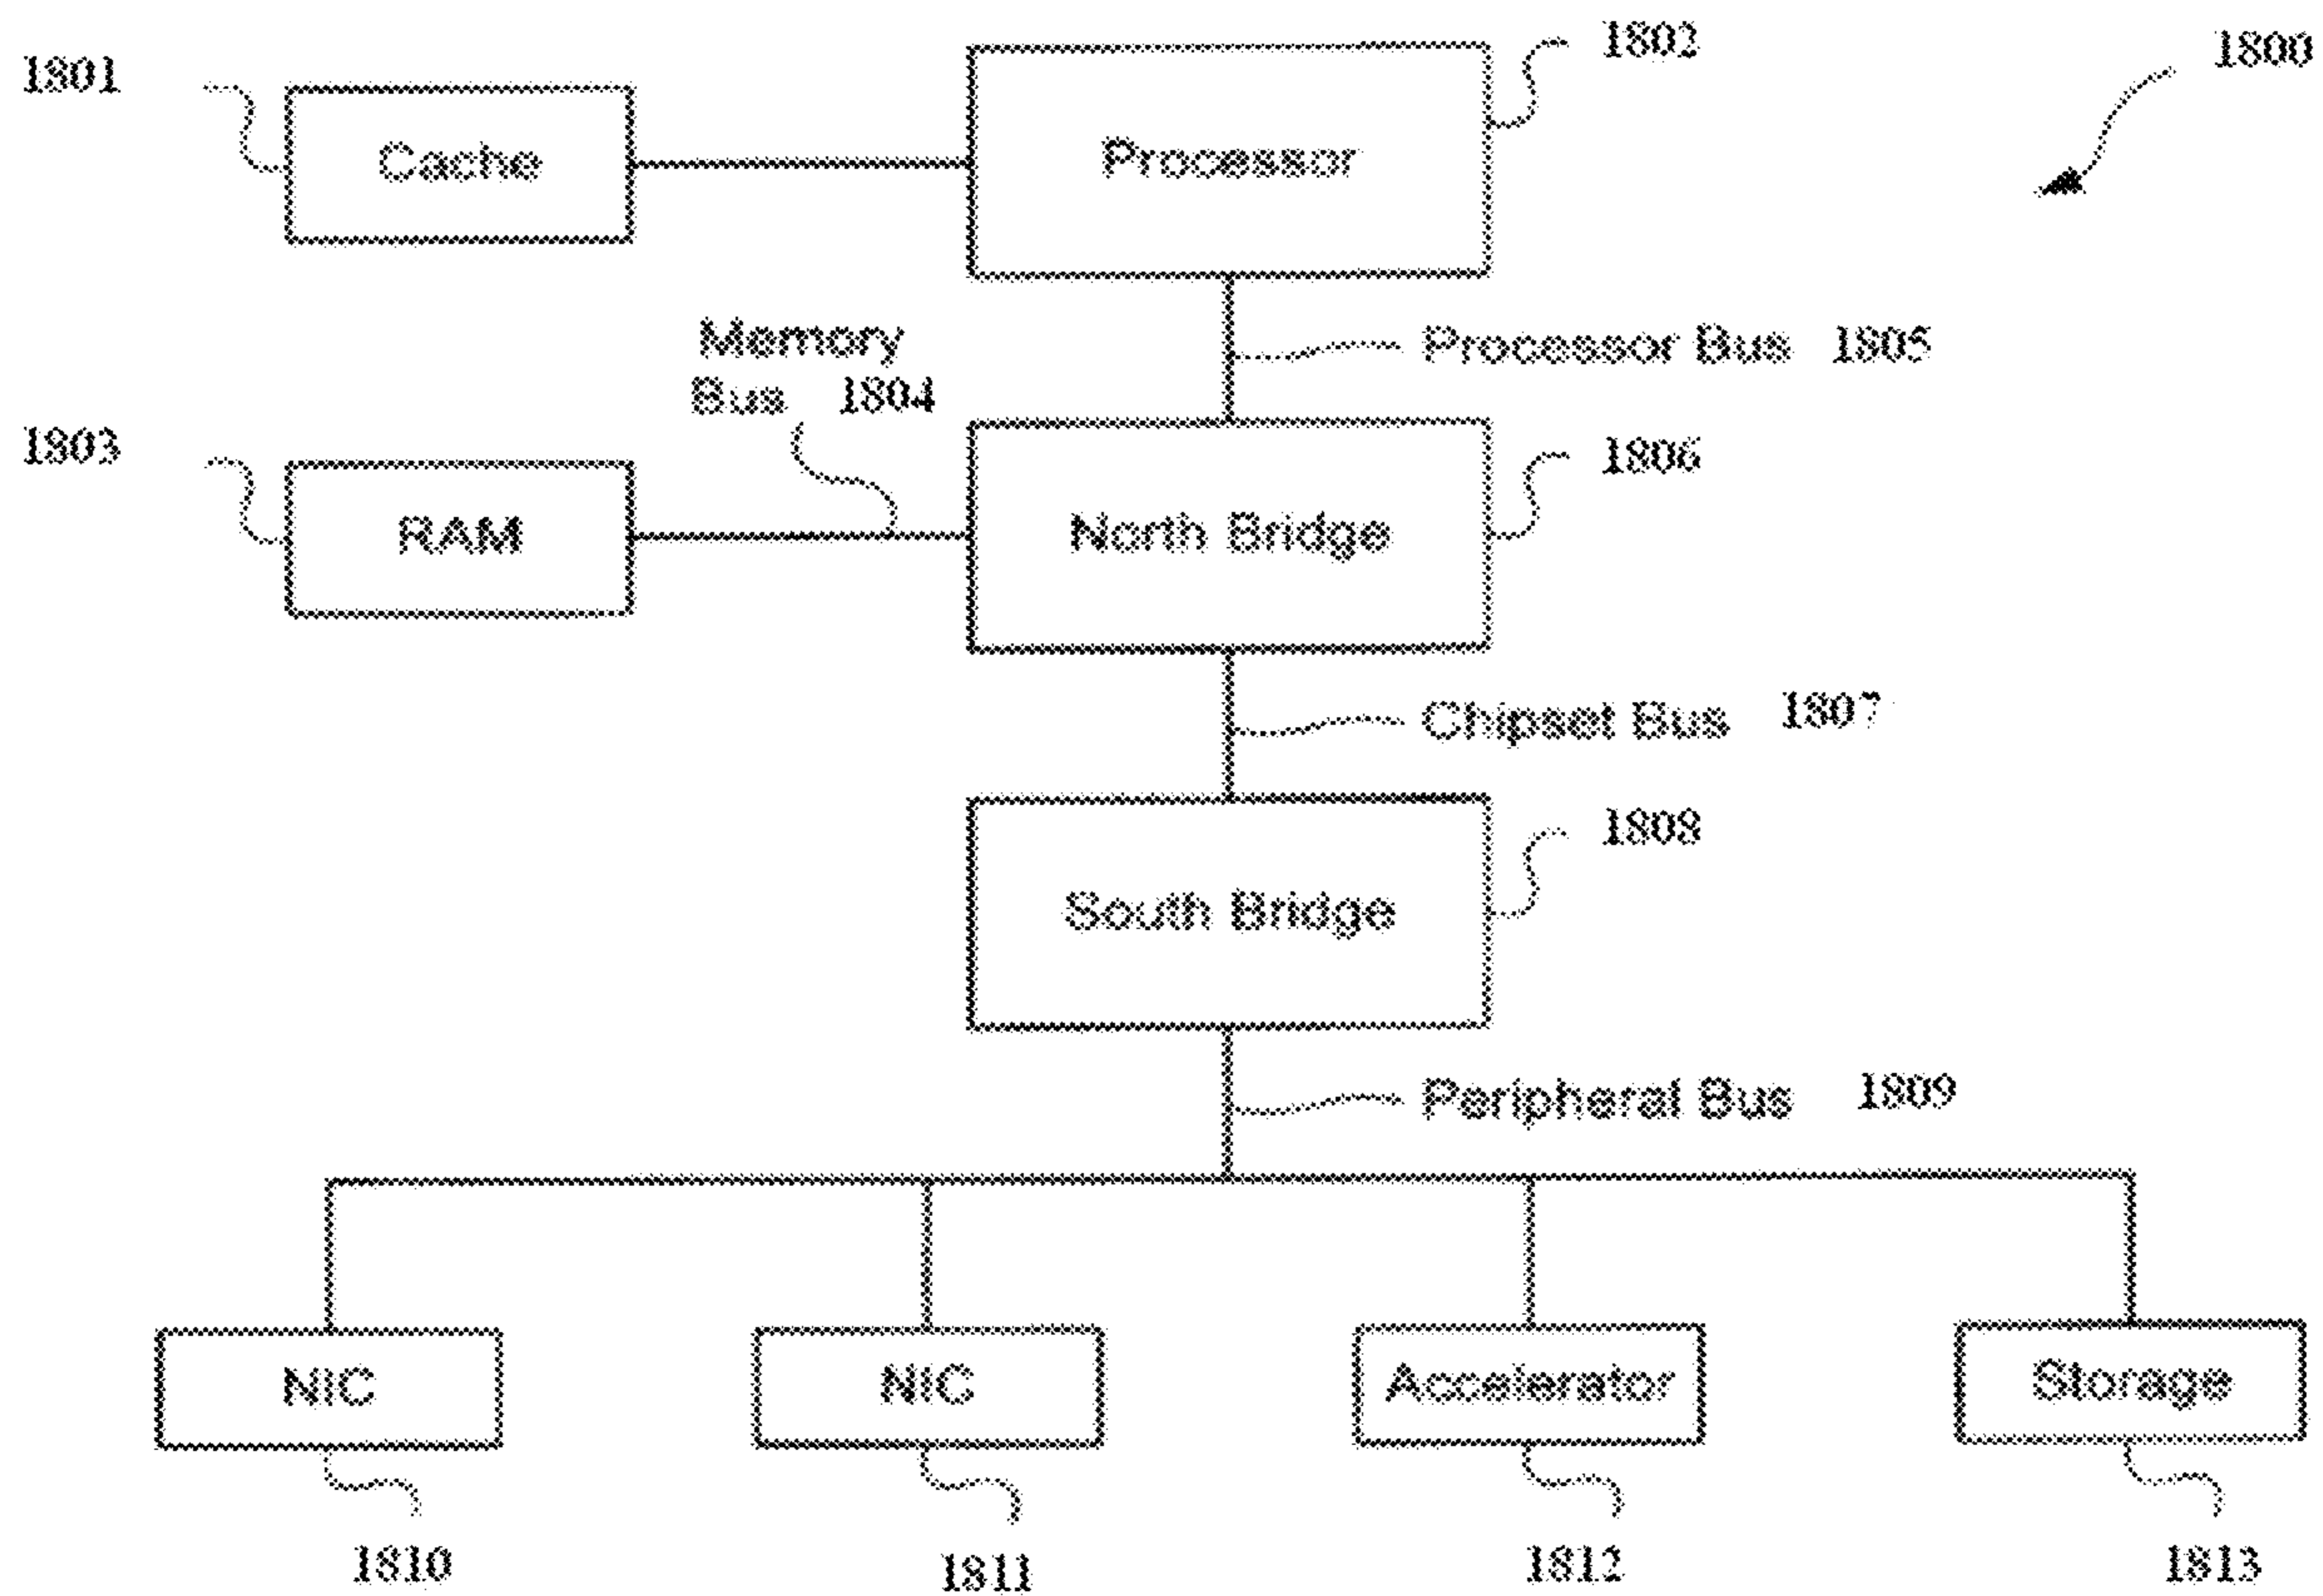 1801
Cache
Processor
1802
1800
Memory
Bus 1804
Processor Bus 1805
1803
RAM
North Bridge
1806
Chipset Bus 1807
South Bridge
1808
Peripheral Bus 1809
NIC
NIC
Accelerator
Storage
1810
1811
1812
1813